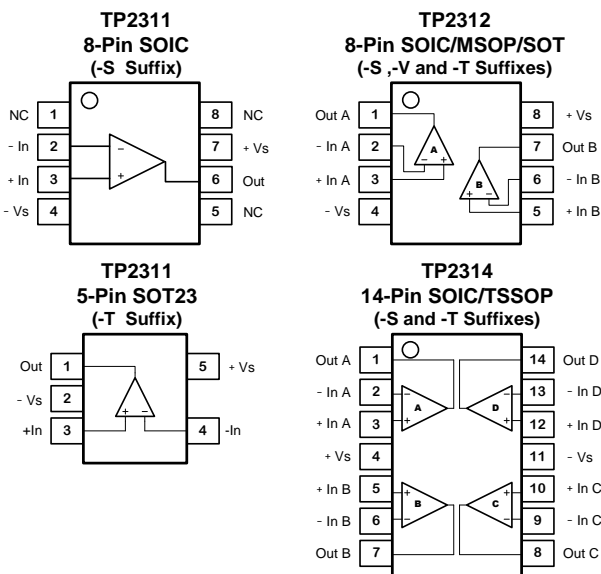 TP2311
8-Pin SOIC
(-S Suffix)
NC 1 8 NC
- In 2 − 7 + Vs
+ In 3 + 6 Out
- Vs 4 5 NC
TP2312
8-Pin SOIC/MSOP/SOT
(-S ,-V and -T Suffixes)
Out A 1 8 + Vs
- In A 2 A − + 7 Out B
+ In A 3 B + − 6 - In B
- Vs 4 5 + In B
TP2311
5-Pin SOT23
(-T Suffix)
Out 1 5 + Vs
- Vs 2
+In 3 + − 4 -In
TP2314
14-Pin SOIC/TSSOP
(-S and -T Suffixes)
Out A 1 14 Out D
- In A 2 − A D − 13 - In D
+ In A 3 + + 12 + In D
+ Vs 4 11 - Vs
+ In B 5 + + 10 + In C
- In B 6 − B C − 9 - In C
Out B 7 8 Out C